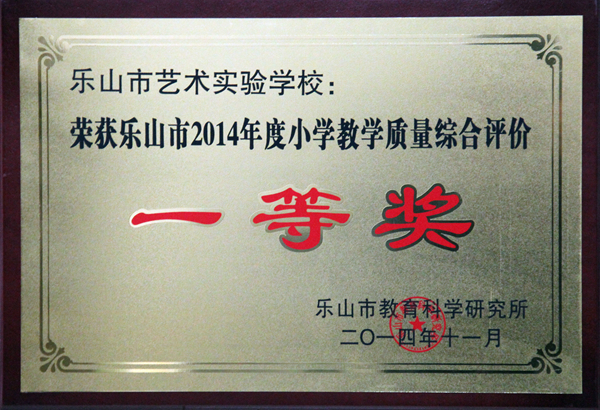 乐山市艺术实验学校：
荣获乐山市2014年度小学教学质量综合评价
一等奖
乐山市教育科学研究所
二〇一四年十一月